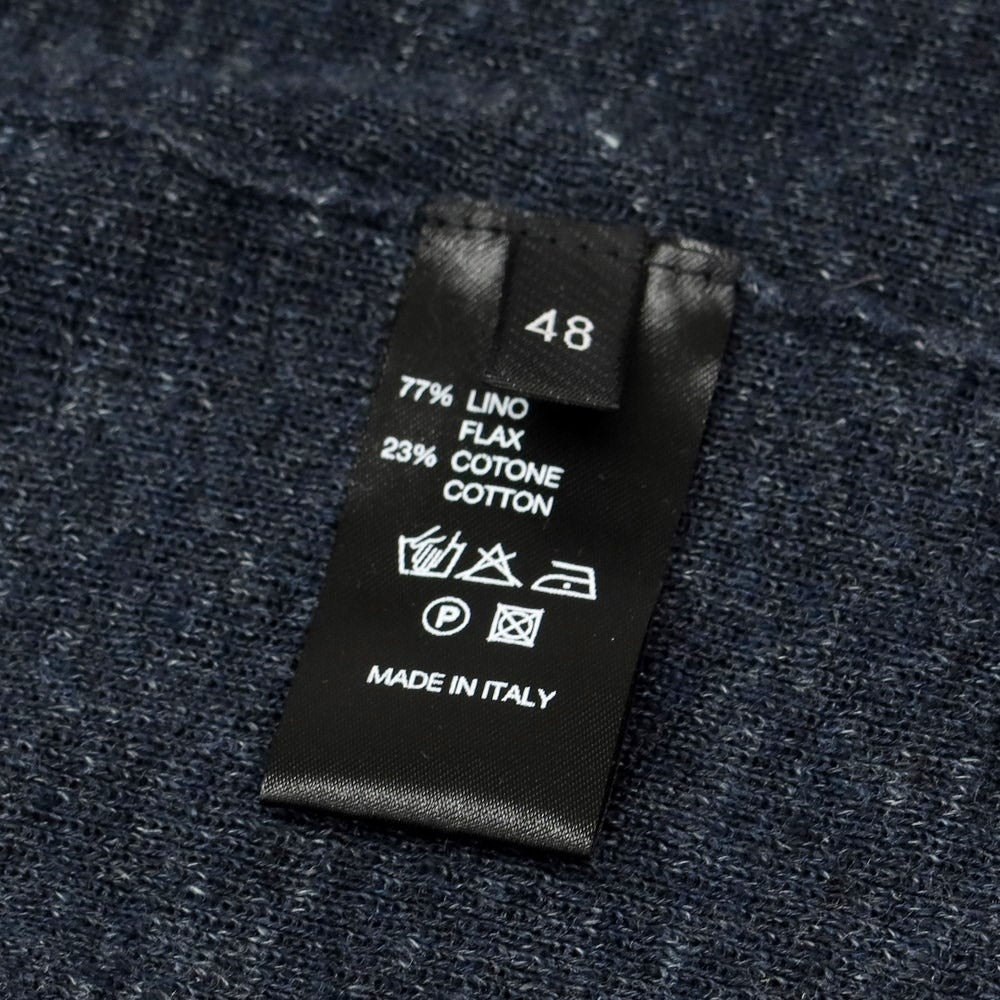 48
77% LINO
FLAX
23% COTONE
COTTON
P
MADE IN ITALY